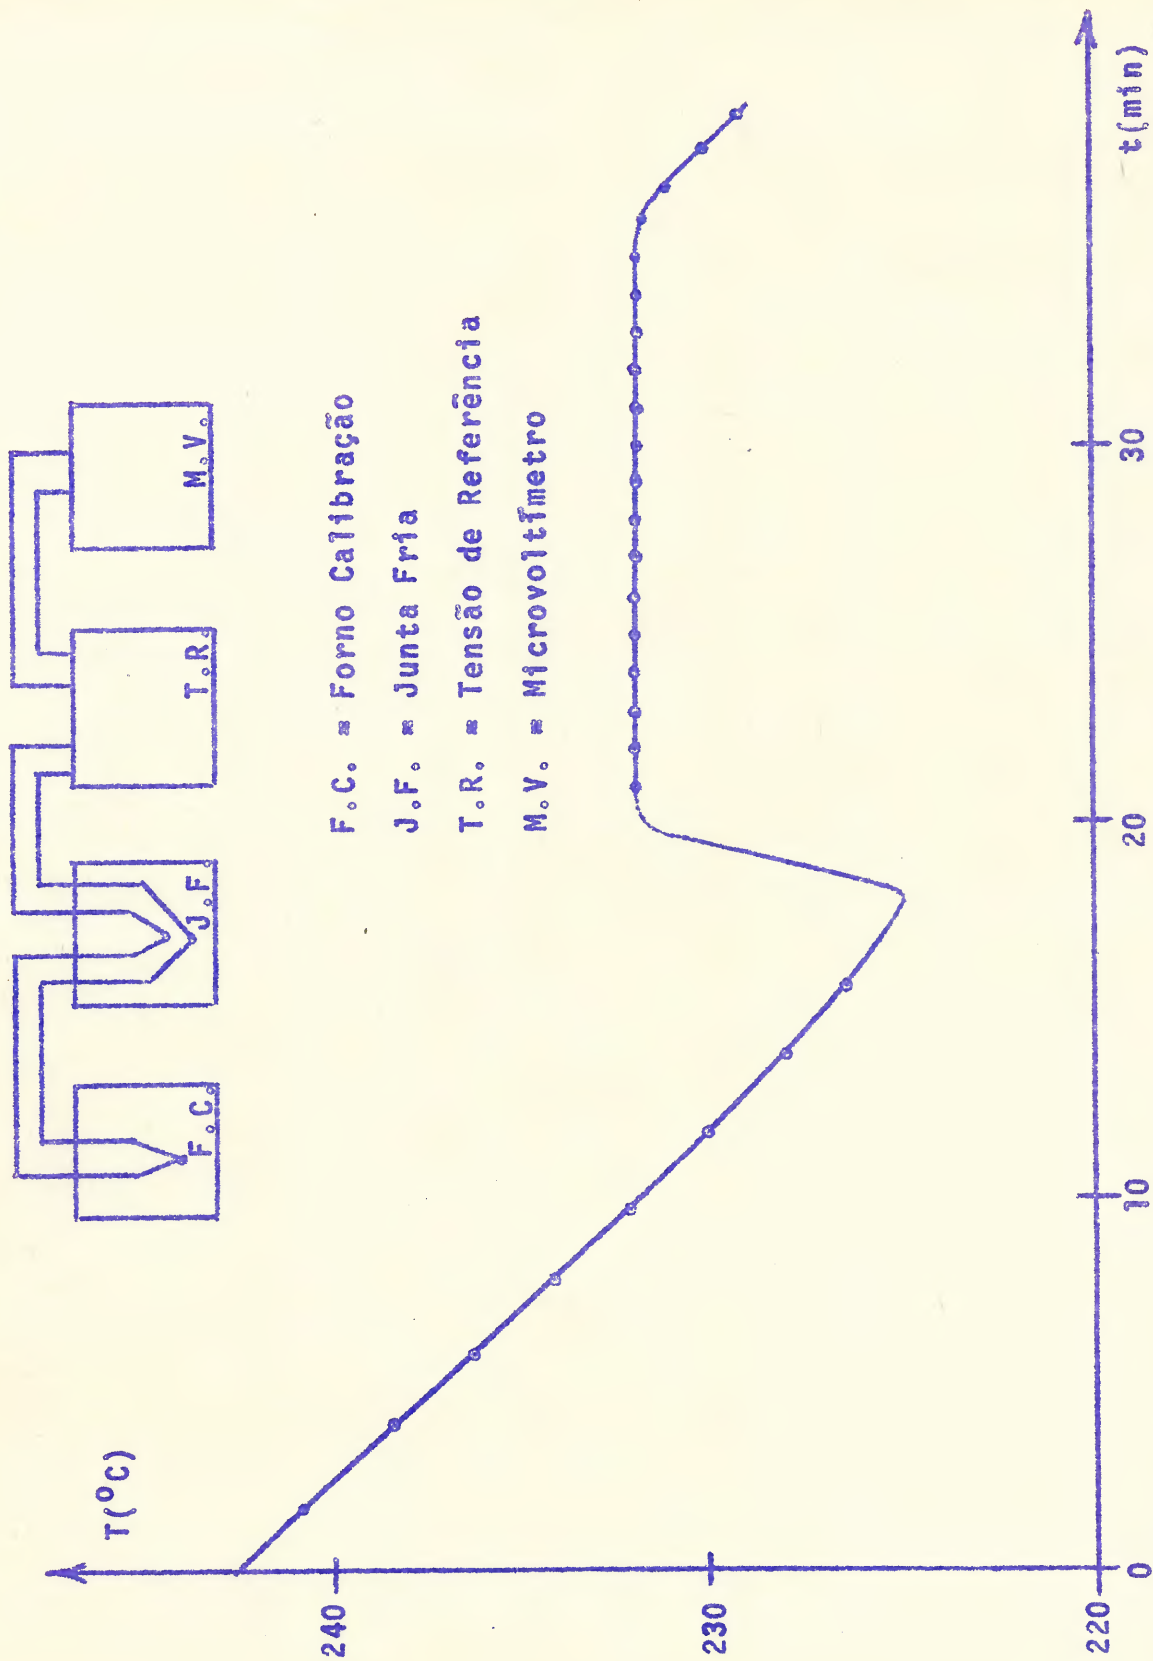 F.C.
J.F.
T.R.
M.V.
T(°C)
F.C. = Forno Calibração
J.F. = Junta Fria
T.R. = Tensão de Referência
M.V. = Microvoltímetro
240
230
220
0
10
20
30
t(min)